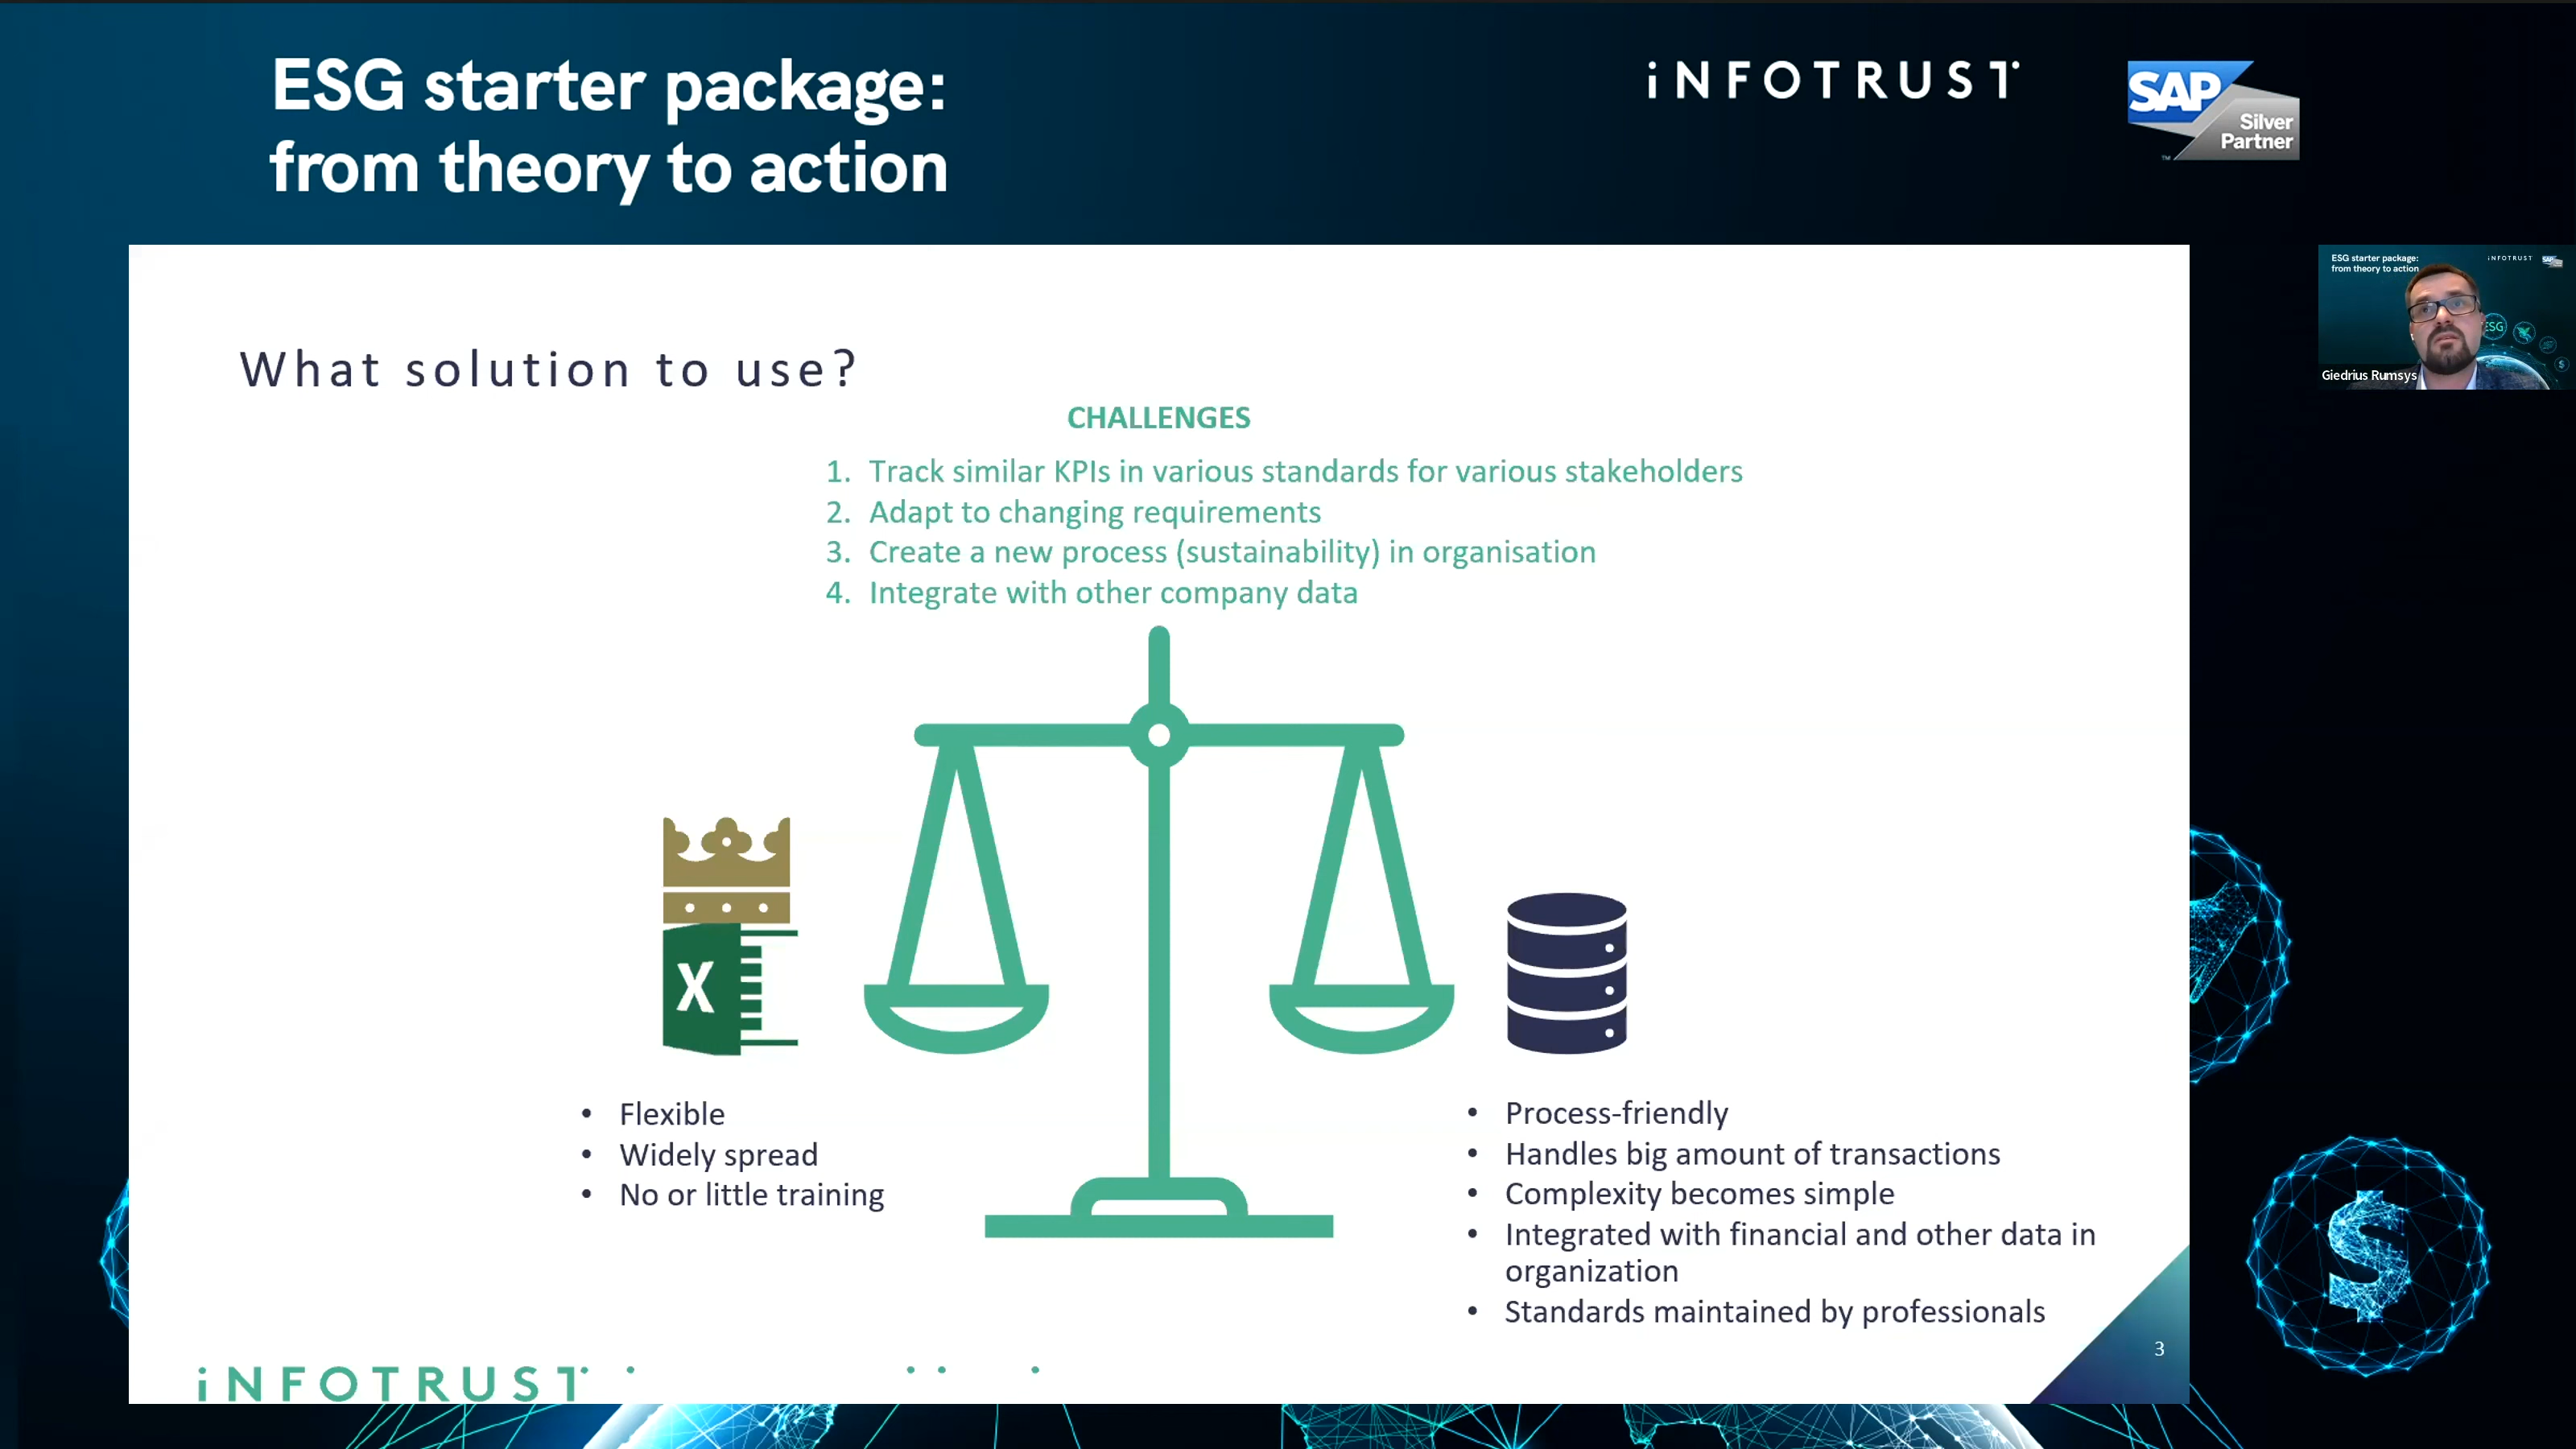 ESG starter package:
from theory to action
iNFOTRUST
SAP
Silver
Partner
TM
ESG starter package:
from theory to action
iNFOTRUST
SAP
ESG
$
Giedrius Rumsys
What solution to use?
CHALLENGES
1. Track similar KPIs in various standards for various stakeholders
2. Adapt to changing requirements
3. Create a new process (sustainability) in organisation
4. Integrate with other company data
X
• Flexible
• Widely spread
• No or little training
• Process-friendly
• Handles big amount of transactions
• Complexity becomes simple
• Integrated with financial and other data in
organization
• Standards maintained by professionals
$
3
iNFOTRUST